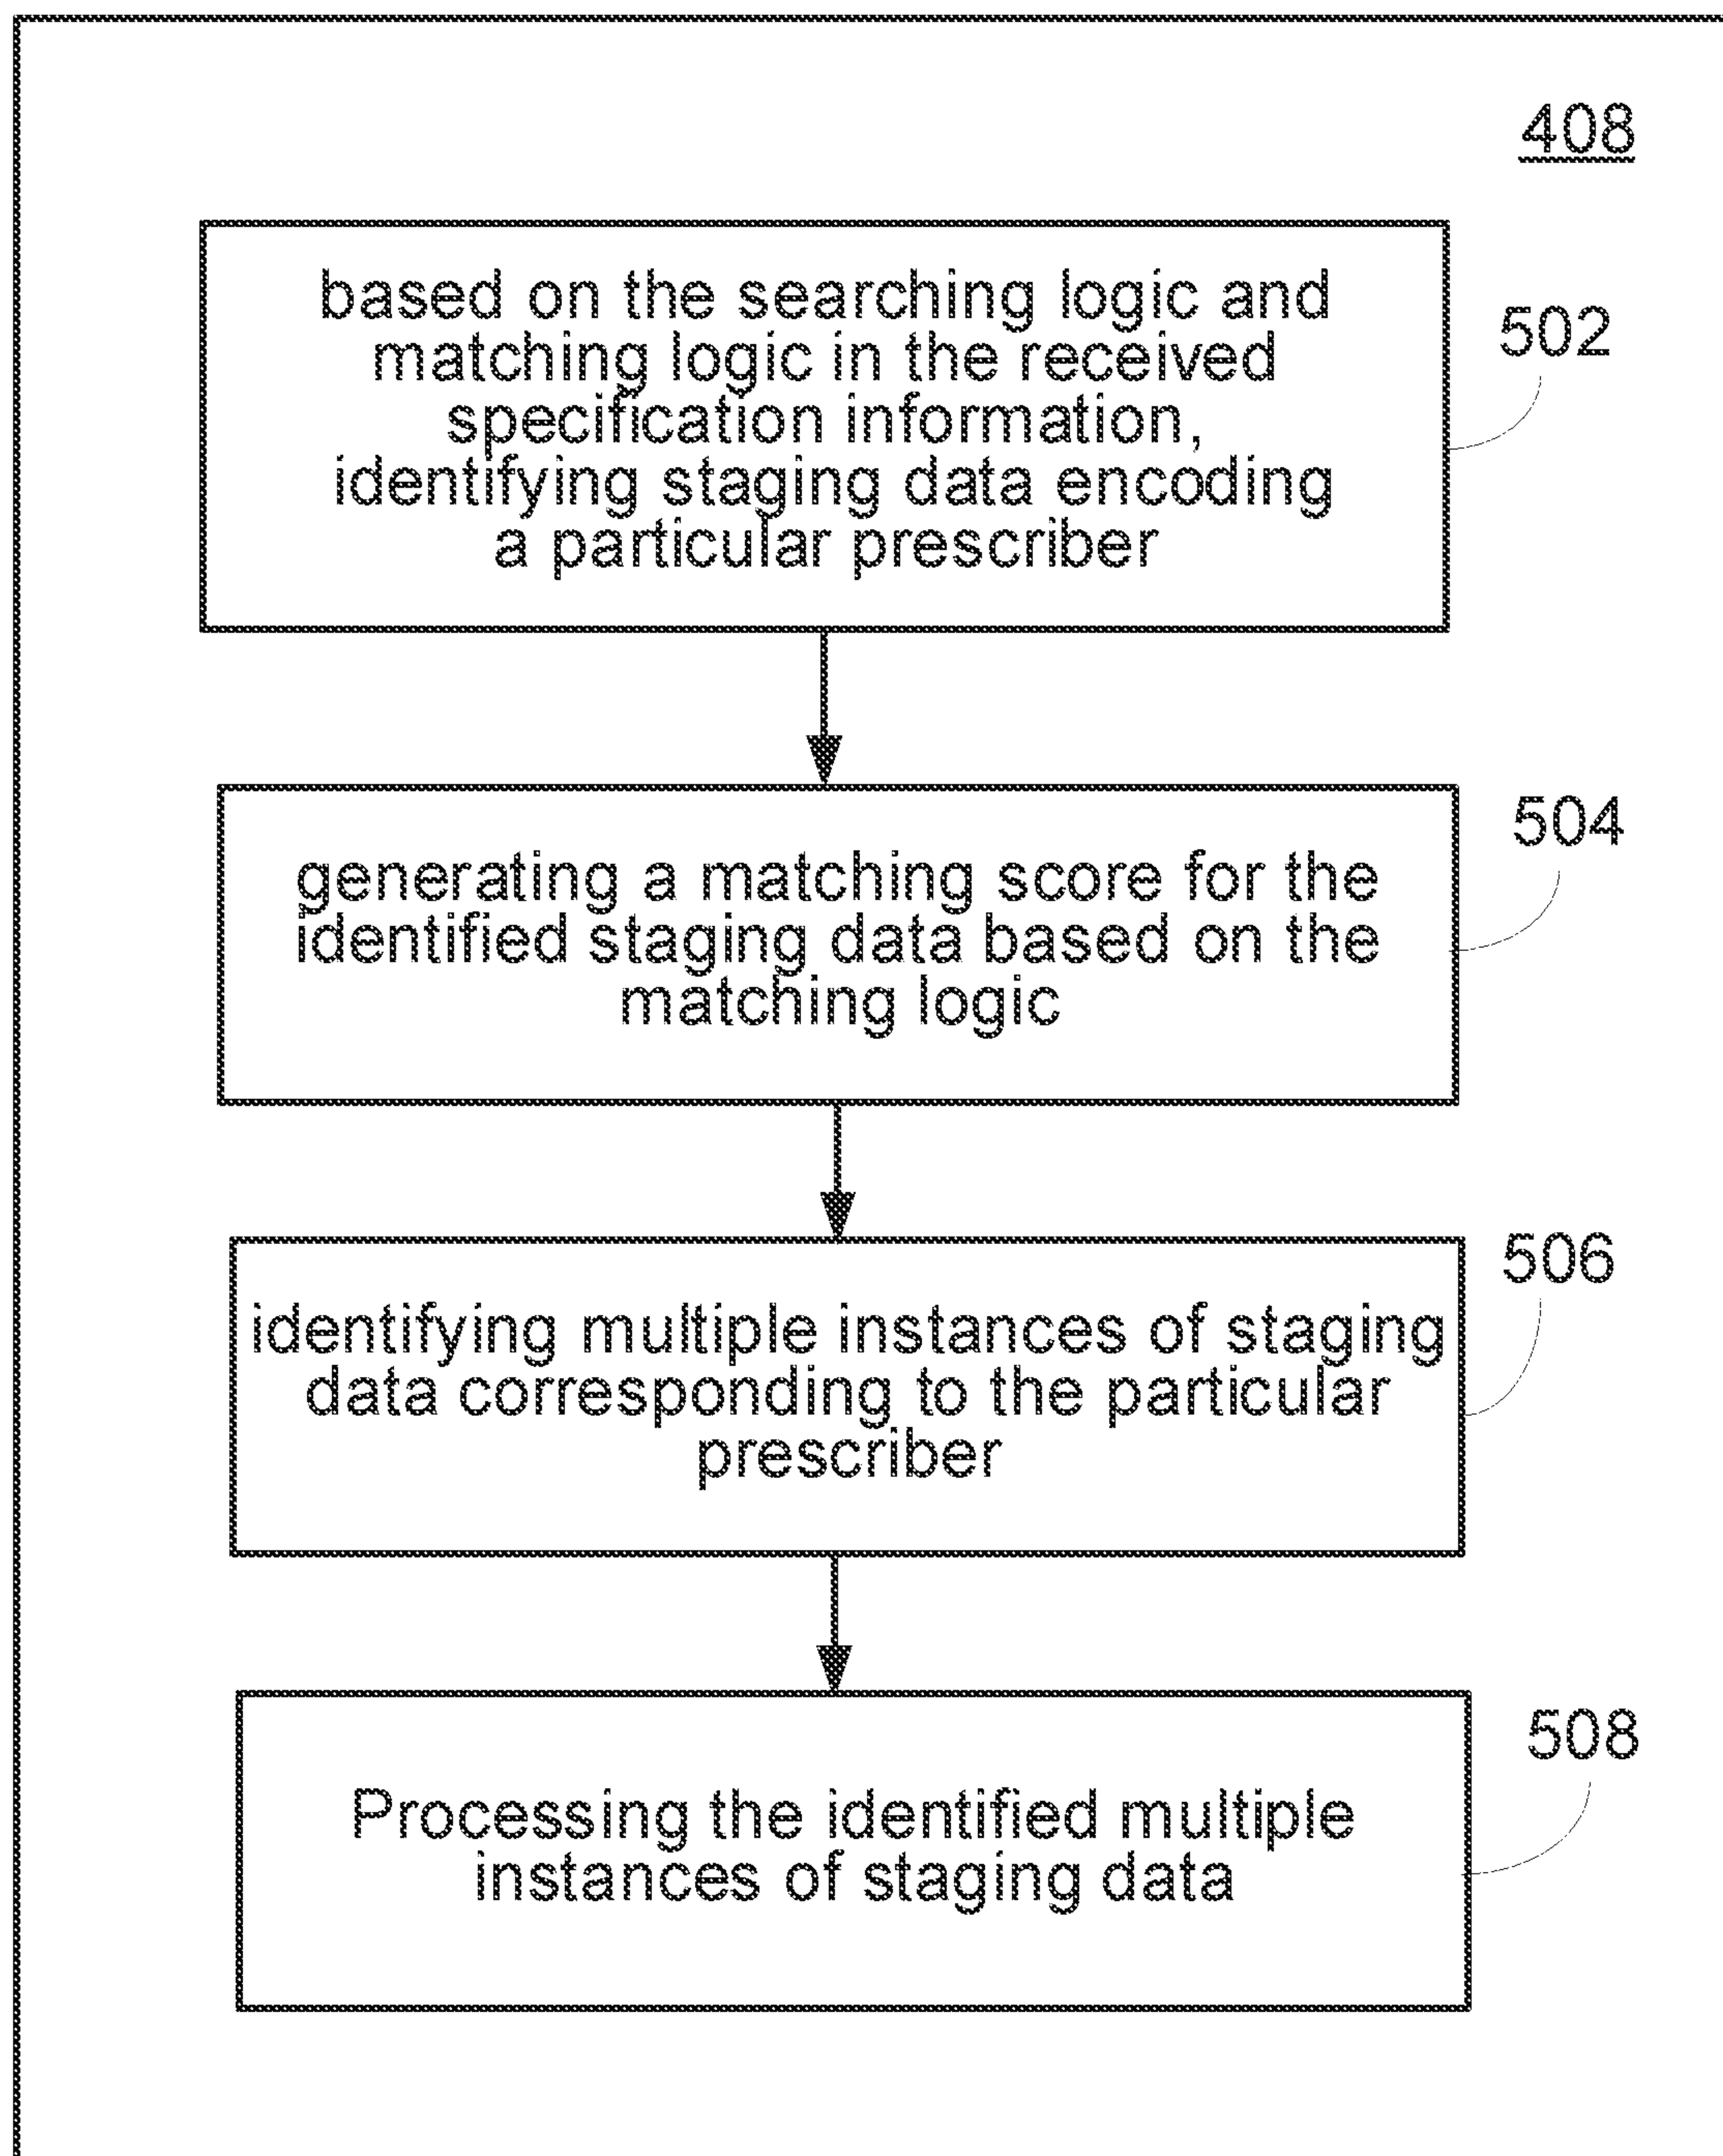 408
based on the searching logic and
matching logic in the received
specification information,
identifying staging data encoding
a particular prescriber
502
generating a matching score for the
identified staging data based on the
matching logic
504
identifying multiple instances of staging
data corresponding to the particular
prescriber
506
Processing the identified multiple
instances of staging data
508